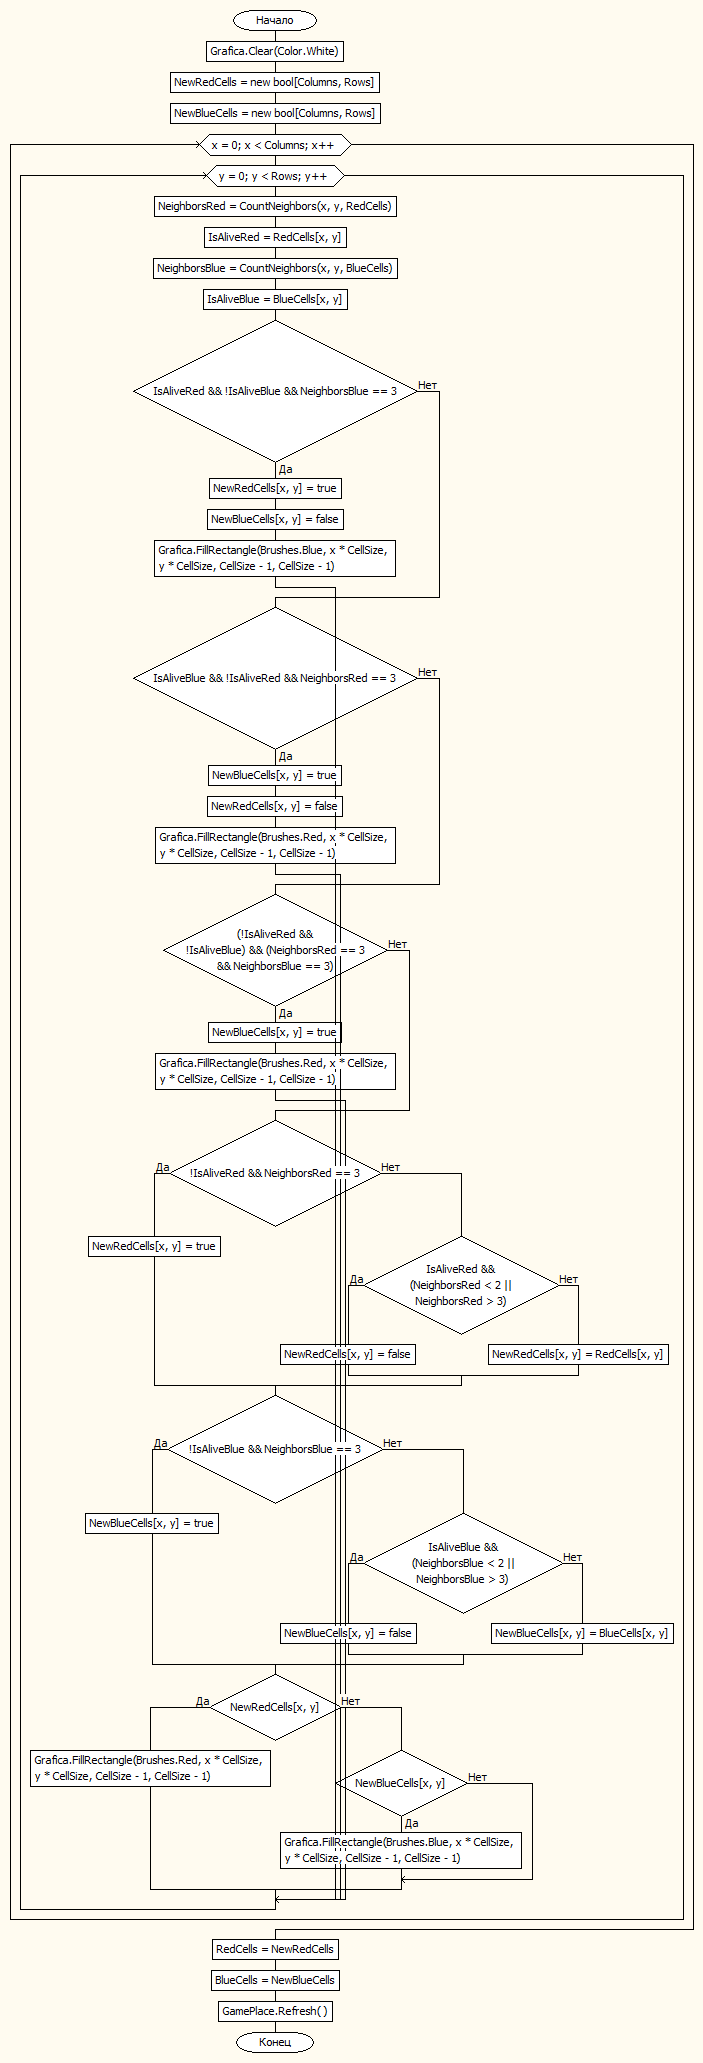 Начало
Grafica.Clear(Color.White)
NewRedCells = new bool[Columns, Rows]
NewBlueCells = new bool[Columns, Rows]
x = 0; x < Columns; x++
y = 0; y < Rows; y++
NeighborsRed = CountNeighbors(x, y, RedCells)
IsAliveRed = RedCells[x, y]
NeighborsBlue = CountNeighbors(x, y, BlueCells)
IsAliveBlue = BlueCells[x, y]
IsAliveRed && !IsAliveBlue && NeighborsBlue == 3
Нет
Да
NewRedCells[x, y] = true
NewBlueCells[x, y] = false
Grafica.FillRectangle(Brushes.Blue, x * CellSize,
y * CellSize, CellSize - 1, CellSize - 1)
IsAliveBlue && !IsAliveRed && NeighborsRed == 3
Нет
Да
NewBlueCells[x, y] = true
NewRedCells[x, y] = false
Grafica.FillRectangle(Brushes.Red, x * CellSize,
y * CellSize, CellSize - 1, CellSize - 1)
(!IsAliveRed &&
!IsAliveBlue) && (NeighborsRed == 3
&& NeighborsBlue == 3)
Нет
Да
NewBlueCells[x, y] = true
Grafica.FillRectangle(Brushes.Red, x * CellSize,
y * CellSize, CellSize - 1, CellSize - 1)
Да
!IsAliveRed && NeighborsRed == 3
Нет
NewRedCells[x, y] = true
Да
IsAliveRed &&
(NeighborsRed < 2 ||
NeighborsRed > 3)
Нет
NewRedCells[x, y] = false
NewRedCells[x, y] = RedCells[x, y]
Да
!IsAliveBlue && NeighborsBlue == 3
Нет
NewBlueCells[x, y] = true
Да
IsAliveBlue &&
(NeighborsBlue < 2 ||
NeighborsBlue > 3)
Нет
NewBlueCells[x, y] = false
NewBlueCells[x, y] = BlueCells[x, y]
Да
NewRedCells[x, y]
Нет
Grafica.FillRectangle(Brushes.Red, x * CellSize,
y * CellSize, CellSize - 1, CellSize - 1)
NewBlueCells[x, y]
Нет
Да
Grafica.FillRectangle(Brushes.Blue, x * CellSize,
y * CellSize, CellSize - 1, CellSize - 1)
RedCells = NewRedCells
BlueCells = NewBlueCells
GamePlace.Refresh()
Конец